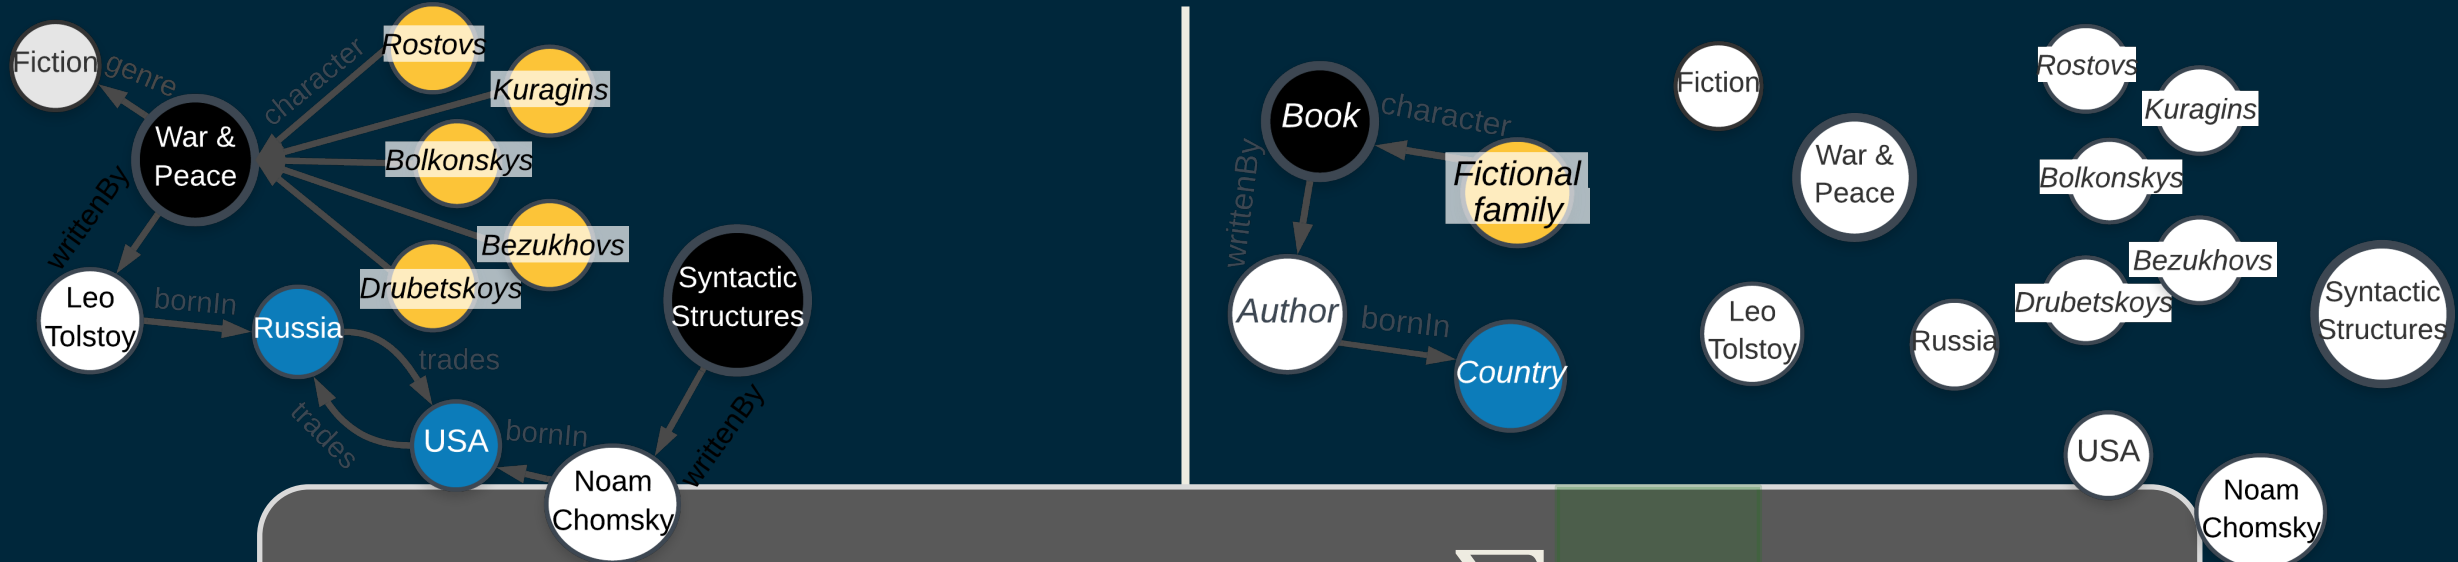 Fiction
genre
character
Rostovs
Kuragins
War &
Peace
Bolkonskys
writtenBy
Bezukhovs
Drubetskoys
Leo
Tolstoy
bornIn
Russia
trades
trades
USA
bornIn
Syntactic
Structures
writtenBy
Noam
Chomsky
Book
character
Fictional
family
writtenBy
Author
bornIn
Country
Fiction
War &
Peace
Rostovs
Kuragins
Bolkonskys
Bezukhovs
Drubetskoys
Leo
Tolstoy
Russia
Syntactic
Structures
USA
Noam
Chomsky